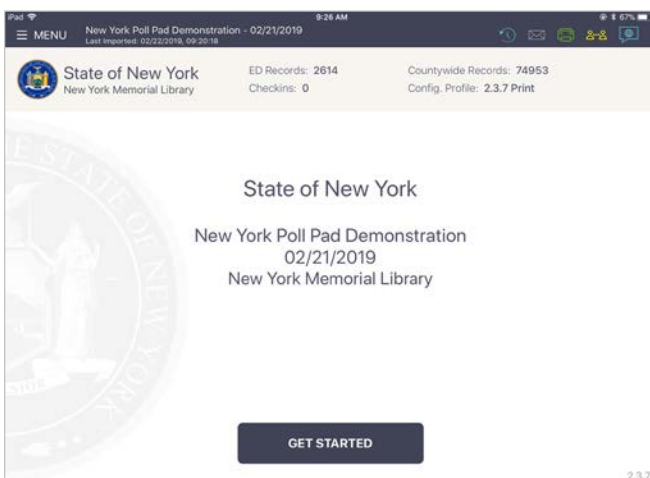 iPad 9:26 AM 67%
MENU New York Poll Pad Demonstration - 02/21/2019
Last Imported: 02/22/2019, 09:20:18
State of New York ED Records: 2614 Countywide Records: 74953
New York Memorial Library Checkins: 0 Config. Profile: 2.3.7 Print
State of New York
New York Poll Pad Demonstration
02/21/2019
New York Memorial Library
GET STARTED
2.3.7